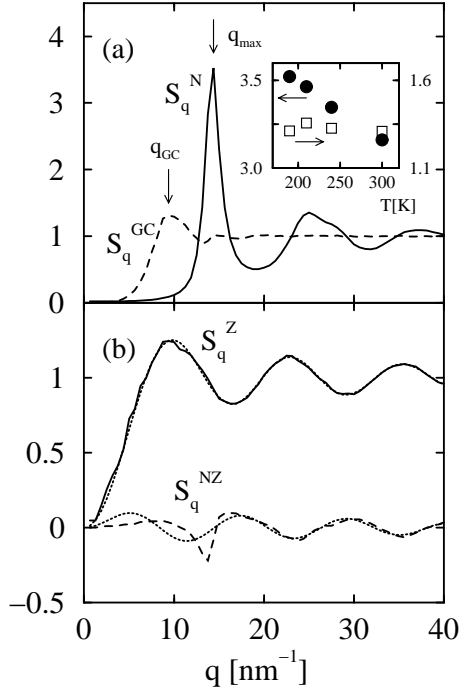 (a)
q_max
S_q^N
q_GC
S_q^GC
4
3
2
1
0
3.5
3.0
1.6
1.1
200 250 300
T[K]
(b)
S_q^Z
S_q^NZ
1
0.5
0
−0.5
0 10 20 30 40
q [nm^−1]